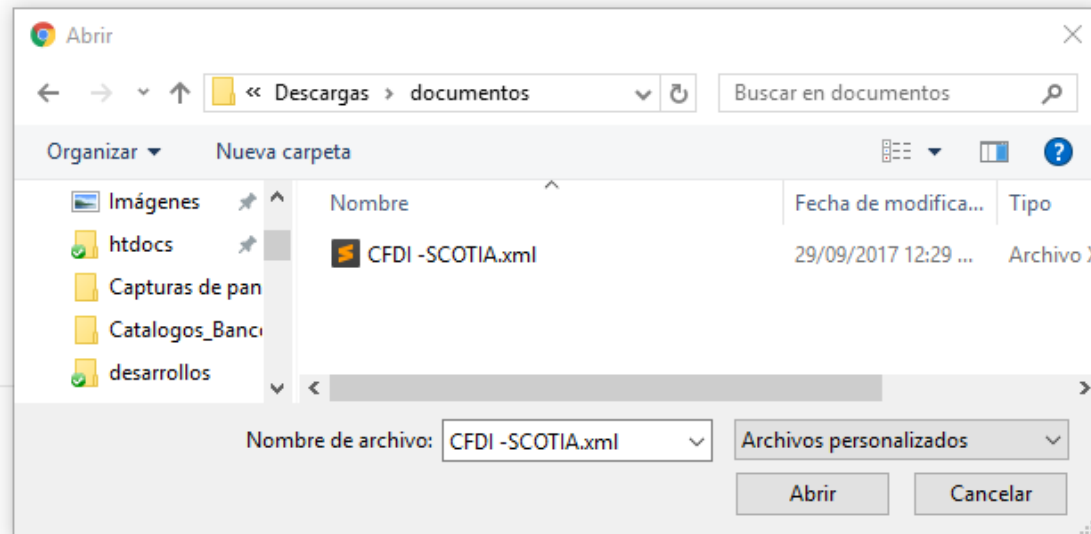 Abrir
« Descargas > documentos
Buscar en documentos
Organizar
Nueva carpeta
Imágenes
Nombre
Fecha de modifica...
Tipo
htdocs
CFDI -SCOTIA.xml
29/09/2017 12:29 ...
Archivo
Capturas de pan
Catalogos_Banc
desarrollos
Nombre de archivo:
CFDI -SCOTIA.xml
Archivos personalizados
Abrir
Cancelar